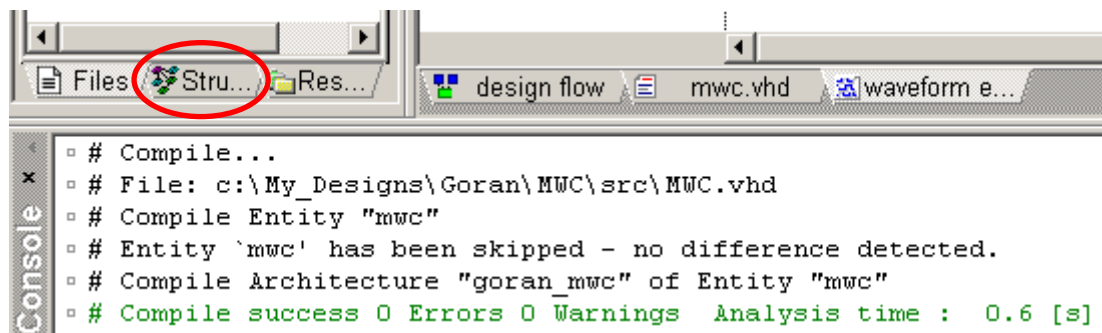 Files Stru... Res...
design flow mwc.vhd waveform e...
Console
# Compile...
# File: c:\My_Designs\Goran\MWC\src\MWC.vhd
# Compile Entity "mwc"
# Entity `mwc' has been skipped - no difference detected.
# Compile Architecture "goran_mwc" of Entity "mwc"
# Compile success 0 Errors 0 Warnings  Analysis time :  0.6 [s]